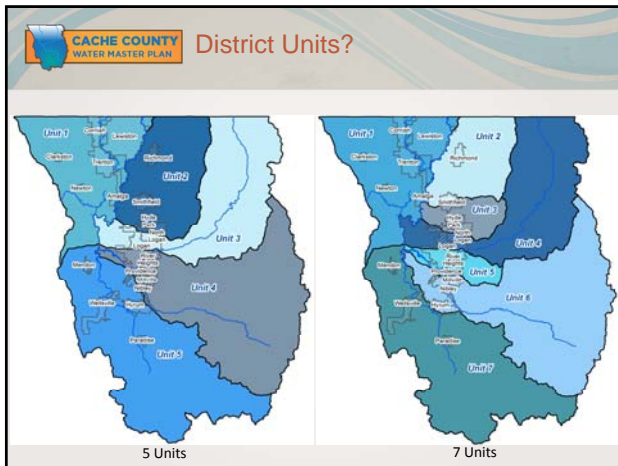 CACHE COUNTY
WATER MASTER PLAN
District Units?
Unit 1
Cornish
Lewiston
Clarkston
Trenton
Richmond
Unit 2
Newton
Amalga
Smithfield
Hyde
Park
North
Logan
Logan
Unit 3
River
Heights
Mendon
Providence
Millville
Nibley
Unit 4
Wellsville
Hyrum
Paradise
Unit 5
5 Units
Unit 1
Cornish
Lewiston
Unit 2
Clarkston
Trenton
Richmond
Newton
Amalga
Smithfield
Unit 3
Hyde
Park
North
Logan
Unit 4
Logan
River
Heights
Mendon
Providence
Unit 5
Millville
Nibley
Unit 6
Wellsville
Hyrum
Paradise
Unit 7
7 Units